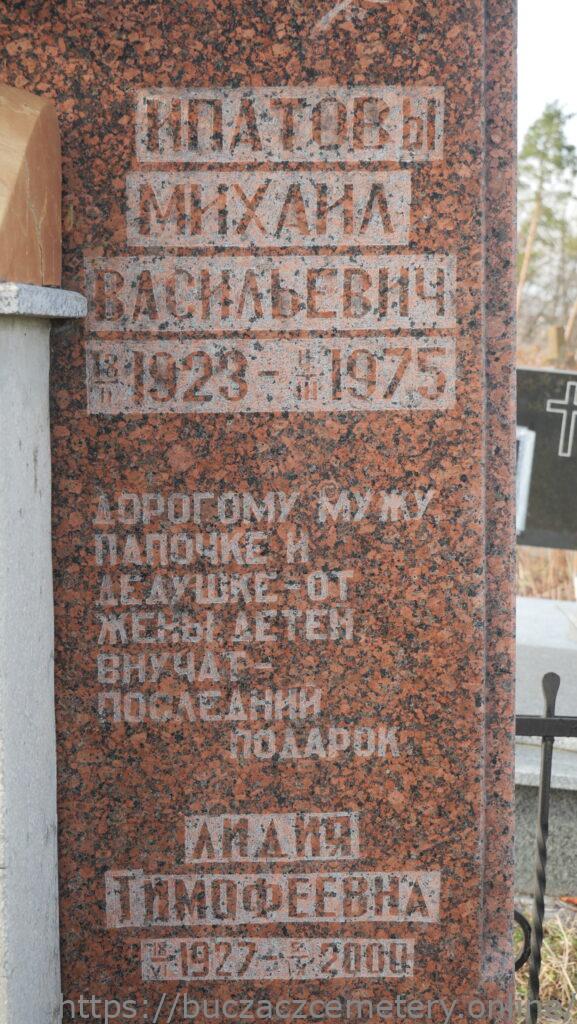 ИПАТОВЫ
МИХАИЛ
ВАСИЛЬЕВИЧ
1923 - 1975
ДОРОГОМУ МУЖУ,
ПАПОЧКЕ И
ДЕДУШКЕ-ОТ
ЖЕНЫ, ДЕТЕЙ,
ВНУЧАТ-
ПОСЛЕДНИЙ
ПОДАРОК
ЛИДИЯ
ТИМОФЕЕВНА
1927-2000
https://buczaczcemetery.online